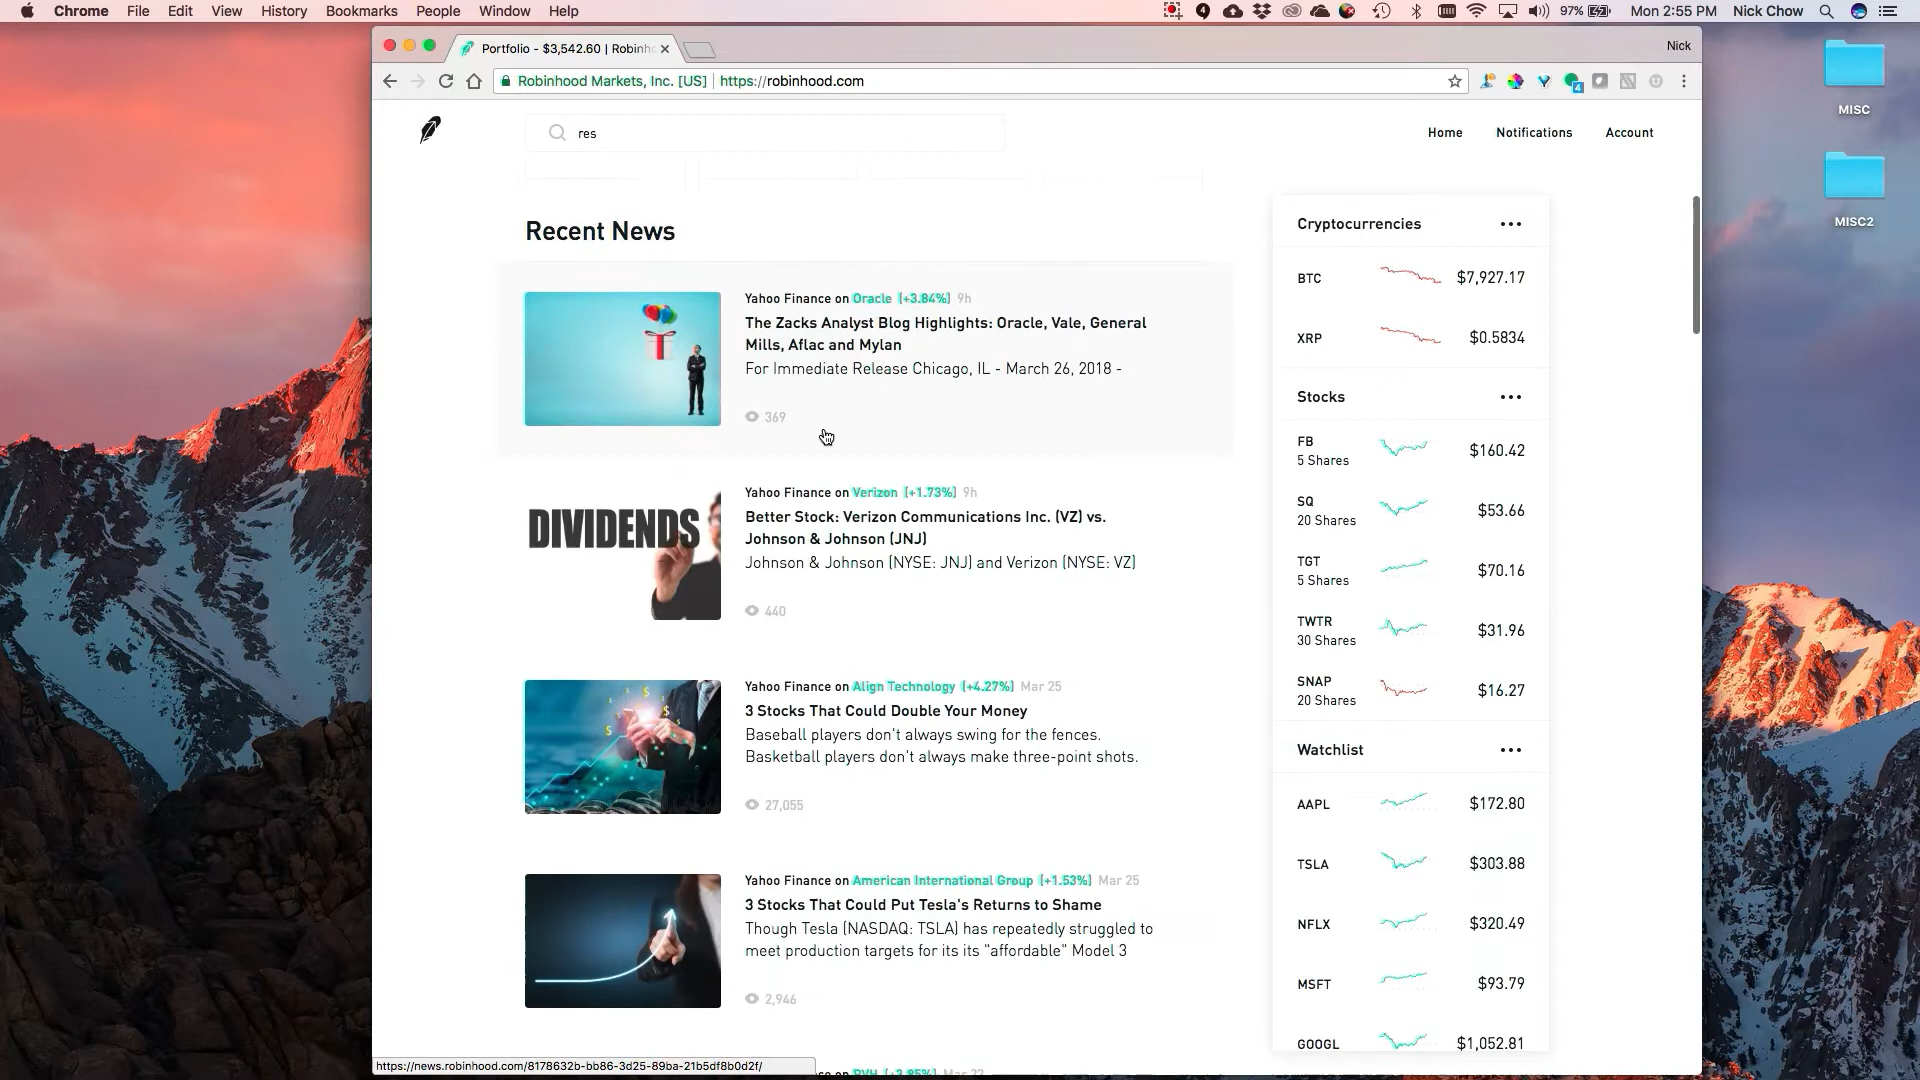 Chrome File Edit View History Bookmarks People Window Help
4
97% Mon 2:55 PM Nick Chow
Portfolio - $3,542.60 | Robinho
Nick
Robinhood Markets, Inc. [US] | https://robinhood.com
4
MISC
MISC2
res
Home Notifications Account
Recent News
Yahoo Finance on Oracle (+3.84%) 9h
The Zacks Analyst Blog Highlights: Oracle, Vale, General
Mills, Aflac and Mylan
For Immediate Release Chicago, IL - March 26, 2018 -
369
DIVIDENDS
Yahoo Finance on Verizon (+1.73%) 9h
Better Stock: Verizon Communications Inc. (VZ) vs.
Johnson & Johnson (JNJ)
Johnson & Johnson (NYSE: JNJ) and Verizon (NYSE: VZ)
440
Yahoo Finance on Align Technology (+4.27%) Mar 25
3 Stocks That Could Double Your Money
Baseball players don't always swing for the fences.
Basketball players don't always make three-point shots.
27,055
Yahoo Finance on American International Group (+1.53%) Mar 25
3 Stocks That Could Put Tesla's Returns to Shame
Though Tesla (NASDAQ: TSLA) has repeatedly struggled to
meet production targets for its its "affordable" Model 3
2,946
Cryptocurrencies
BTC $7,927.17
XRP $0.5834
Stocks
FB $160.42
5 Shares
SQ $53.66
20 Shares
TGT $70.16
5 Shares
TWTR $31.96
30 Shares
SNAP $16.27
20 Shares
Watchlist
AAPL $172.80
TSLA $303.88
NFLX $320.49
MSFT $93.79
GOOGL $1,052.81
https://news.robinhood.com/8178632b-bb86-3d25-89ba-21b5df8b0d2f/